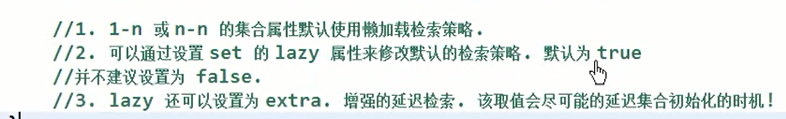 //1. 1-n 或 n-n 的集合属性默认使用懒加载检索策略.
//2. 可以通过设置 set 的 lazy 属性来修改默认的检索策略. 默认为 true
//并不建议设置为 false.
//3. lazy 还可以设置为 extra. 增强的延迟检索. 该取值会尽可能的延迟集合初始化的时机!